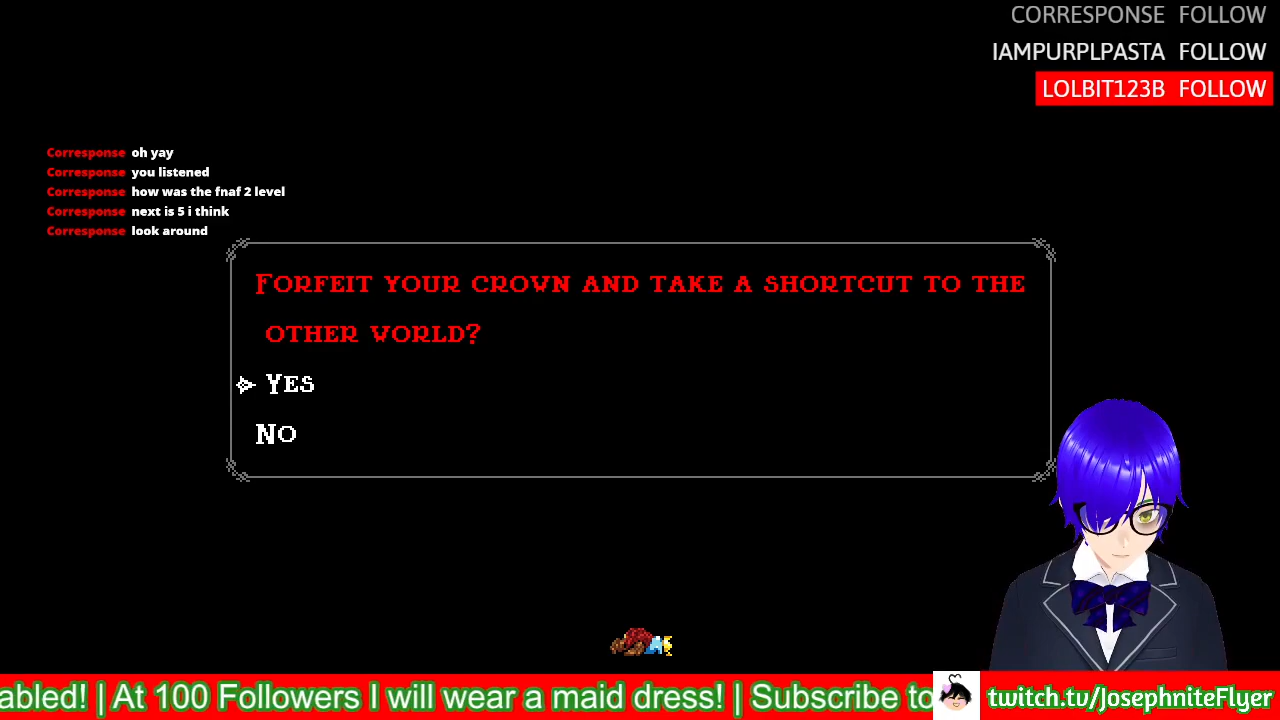 CORRESPONSE FOLLOW
IAMPURPLPASTA FOLLOW
LOLBIT123B FOLLOW
Corresponse oh yay
Corresponse you listened
Corresponse how was the fnaf 2 level
Corresponse next is 5 i think
Corresponse look around
Forfeit your crown and take a shortcut to the
other world?
Yes
No
abled! | At 100 Followers I will wear a maid dress! | Subscribe to
twitch.tv/JosephniteFlyer